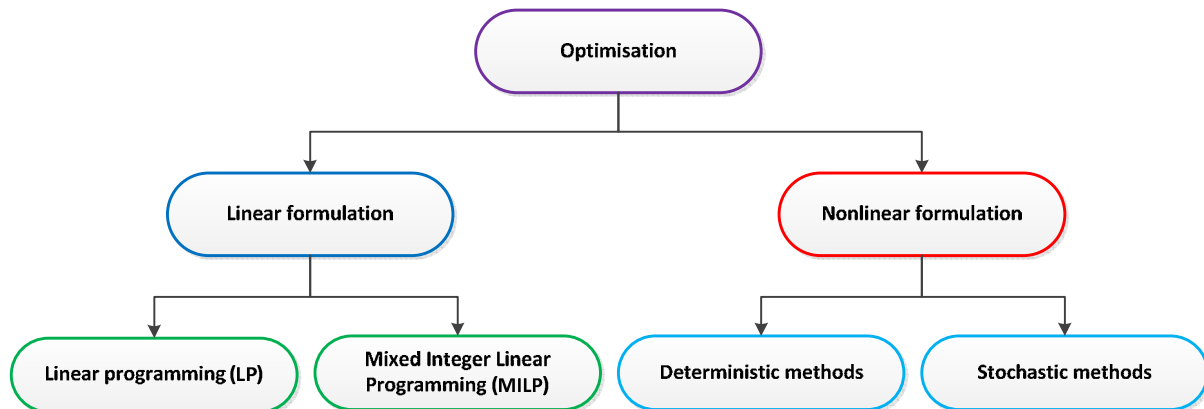 Optimisation
Linear formulation
Nonlinear formulation
Linear programming (LP)
Mixed Integer Linear
Programming (MILP)
Deterministic methods
Stochastic methods